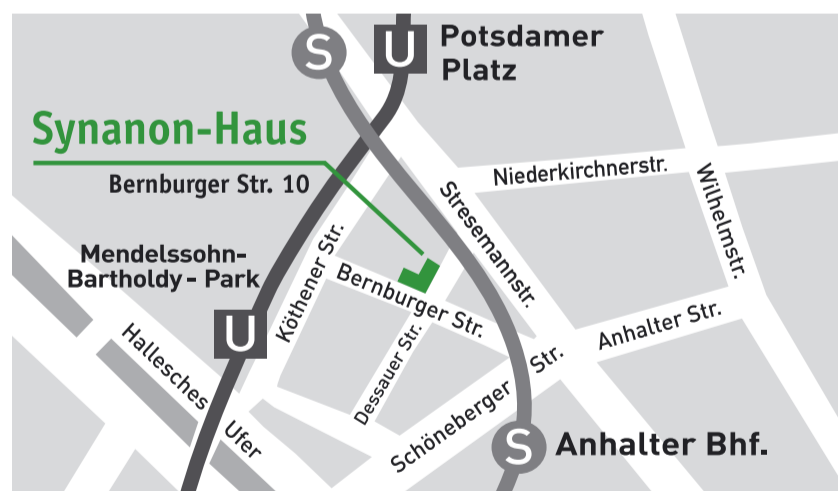 S
U
Potsdamer
Platz
Synanon-Haus
Bernburger Str. 10
Niederkirchnerstr.
Wilhelmstr.
Stresemannstr.
Mendelssohn-
Bartholdy - Park
U
Köthener Str.
Bernburger Str.
Dessauer Str.
Anhalter Str.
Hallesches Ufer
Schöneberger Str.
S
Anhalter Bhf.